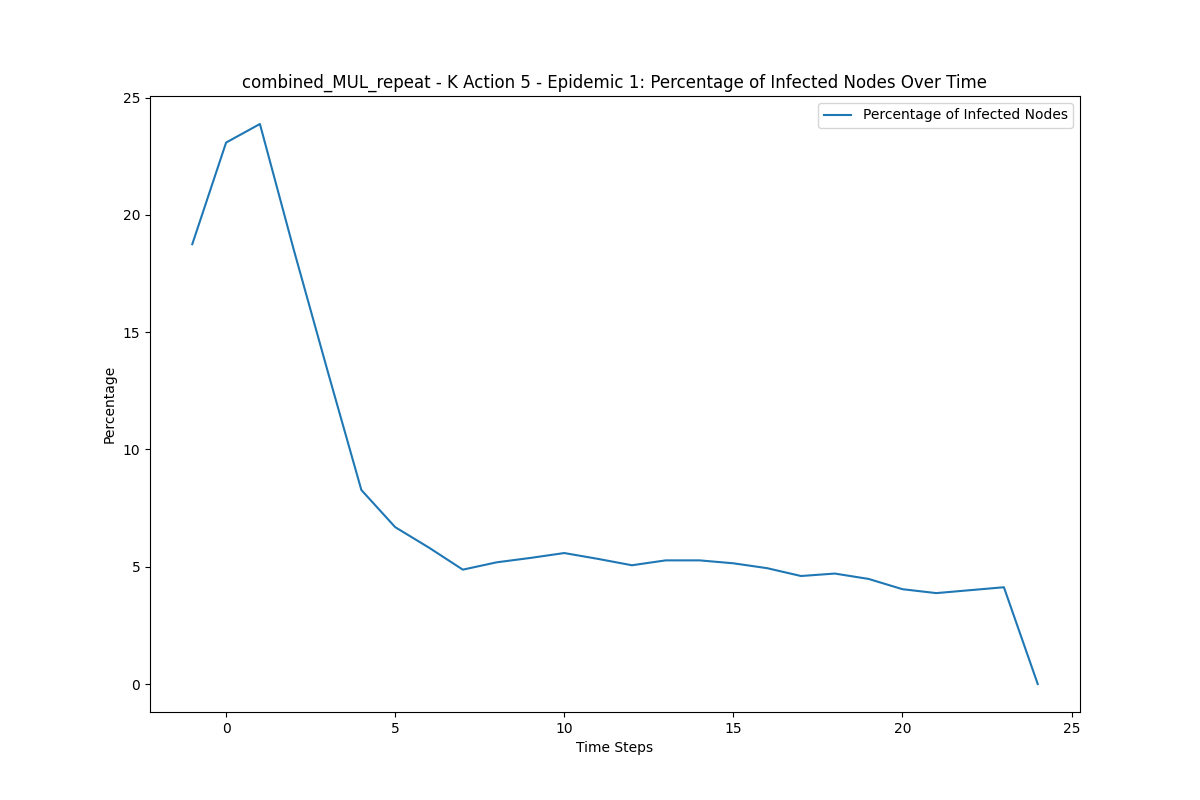 combined_MUL_repeat - K Action 5 - Epidemic 1: Percentage of Infected Nodes Over Time
Percentage of Infected Nodes
25
20
15
10
5
0
Percentage
0 5 10 15 20 25
Time Steps